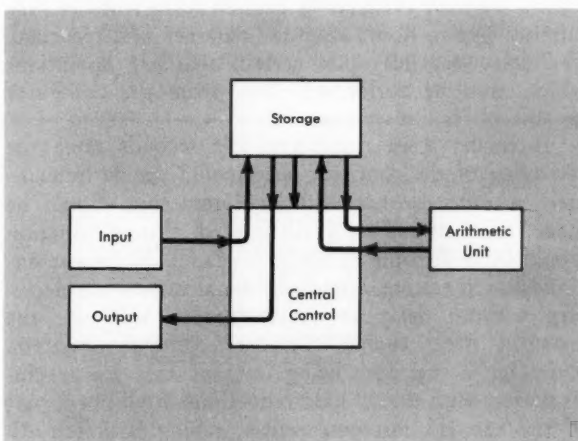 Storage
Input
Output
Central
Control
Arithmetic
Unit